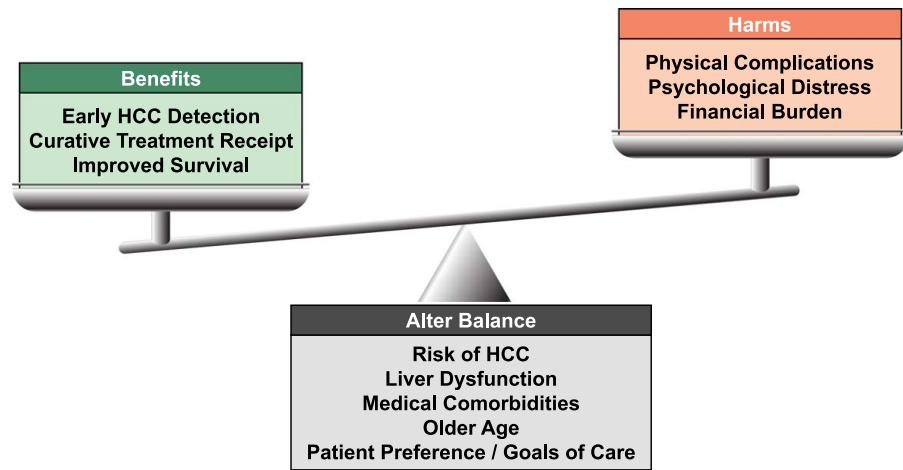 Benefits
Early HCC Detection
Curative Treatment Receipt
Improved Survival
Harms
Physical Complications
Psychological Distress
Financial Burden
Alter Balance
Risk of HCC
Liver Dysfunction
Medical Comorbidities
Older Age
Patient Preference / Goals of Care